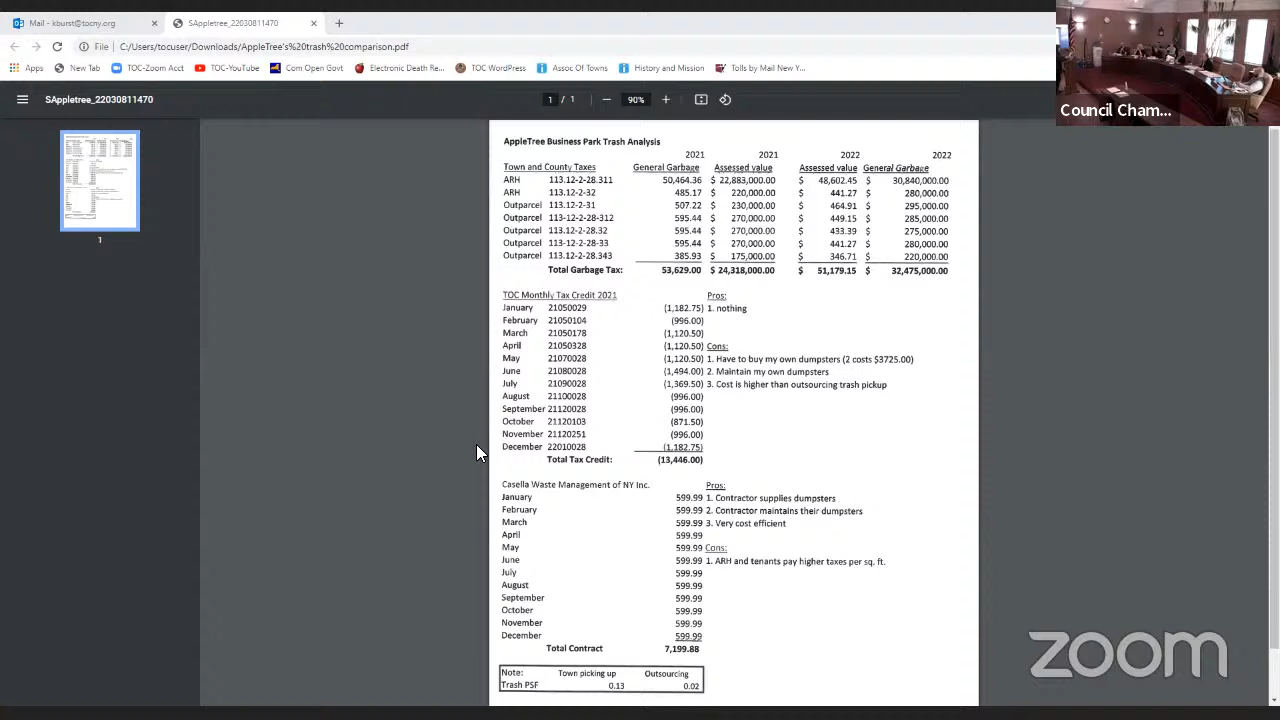 Mail - kburst@tocny.org
SAppletree_22030811470
File C:/Users/tocuser/Downloads/AppleTree's%20trash%20comparison.pdf
Apps New Tab TOC-Zoom Acct TOC-YouTube Com Open Govt Electronic Death Re... TOC WordPress Assoc Of Towns History and Mission Tolls by Mail New Y...
SAppletree_22030811470
1 / 1
90%
Council Cham...
1
AppleTree Business Park Trash Analysis
2021 2021 2022 2022
Town and County Taxes General Garbage Assessed value Assessed value General Garbage
ARH 113.12-2-28.311 50,464.36 $ 22,883,000.00 $ 48,602.45 $ 30,840,000.00
ARH 113.12-2-32 485.17 $ 220,000.00 $ 441.27 $ 280,000.00
Outparcel 113-12-2-31 507.22 $ 230,000.00 $ 464.91 $ 295,000.00
Outparcel 113-12-2-28-312 595.44 $ 270,000.00 $ 449.15 $ 285,000.00
Outparcel 113-12-2-28.32 595.44 $ 270,000.00 $ 433.39 $ 275,000.00
Outparcel 113-12-2-28-33 595.44 $ 270,000.00 $ 441.27 $ 280,000.00
Outparcel 113-12-2-28.343 385.93 $ 175,000.00 $ 346.71 $ 220,000.00
Total Garbage Tax: 53,629.00 $ 24,318,000.00 $ 51,179.15 $ 32,475,000.00
TOC Monthly Tax Credit 2021 Pros:
January 21050029 (1,182.75) 1. nothing
February 21050104 (996.00)
March 21050178 (1,120.50)
April 21050328 (1,120.50) Cons:
May 21070028 (1,120.50) 1. Have to buy my own dumpsters (2 costs $3725.00)
June 21080028 (1,494.00) 2. Maintain my own dumpsters
July 21090028 (1,369.50) 3. Cost is higher than outsourcing trash pickup
August 21100028 (996.00)
September 21120028 (996.00)
October 21120103 (871.50)
November 21120251 (996.00)
December 22010028 (1,182.75)
Total Tax Credit: (13,446.00)
Casella Waste Management of NY Inc. Pros:
January 599.99 1. Contractor supplies dumpsters
February 599.99 2. Contractor maintains their dumpsters
March 599.99 3. Very cost efficient
April 599.99
May 599.99 Cons:
June 599.99 1. ARH and tenants pay higher taxes per sq. ft.
July 599.99
August 599.99
September 599.99
October 599.99
November 599.99
December 599.99
Total Contract 7,199.88
Note: Town picking up Outsourcing
Trash PSF 0.13 0.02
zoom